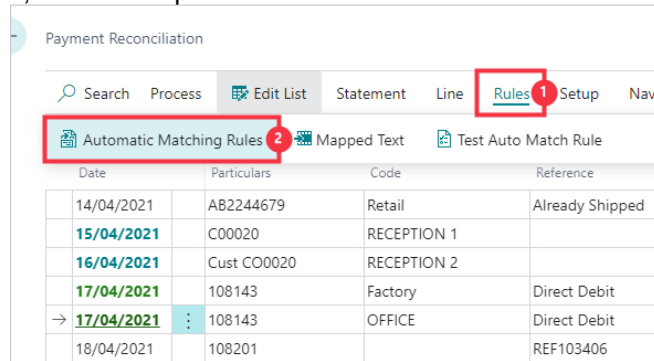 Payment Reconciliation
Search Process Edit List Statement Line Rules 1 Setup Nav
Automatic Matching Rules 2 Mapped Text Test Auto Match Rule
Date Particulars Code Reference
14/04/2021 AB2244679 Retail Already Shipped
15/04/2021 C00020 RECEPTION 1
16/04/2021 Cust CO0020 RECEPTION 2
17/04/2021 108143 Factory Direct Debit
→ 17/04/2021 108143 OFFICE Direct Debit
18/04/2021 108201 REF103406